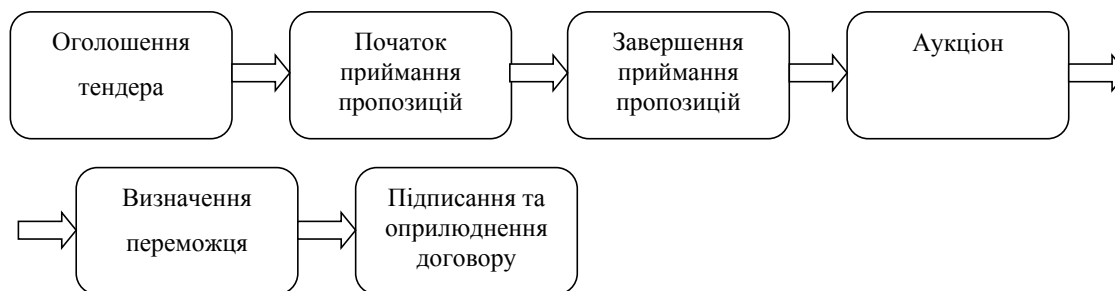 Оголошення
тендера
Початок
приймання
пропозицій
Завершення
приймання
пропозицій
Аукціон
Визначення
переможця
Підписання та
оприлюднення
договору